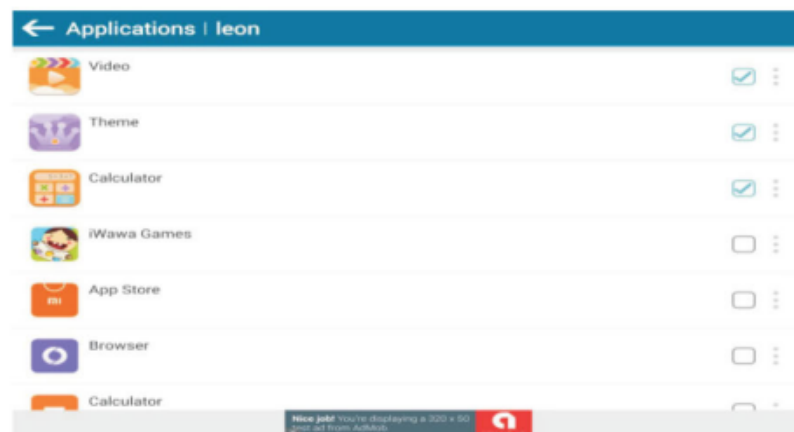 Applications | leon
Video
Theme
Calculator
iWawa Games
App Store
mi
Browser
Calculator
Nice job! You're displaying a 320 x 50
test ad from AdMob.